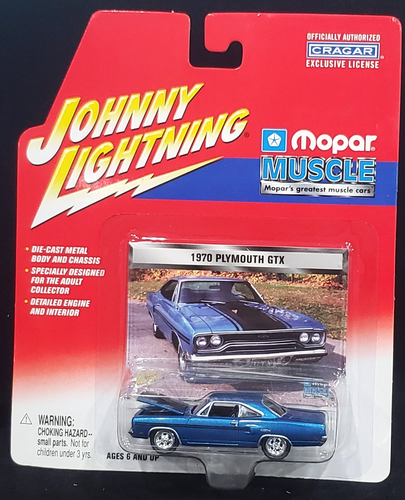 OFFICIALLY AUTHORIZED
CRAGAR®
EXCLUSIVE LICENSE
JOHNNY
LIGHTNING®
Mopar®
MUSCLE
Mopar's greatest muscle cars
• DIE-CAST METAL
BODY AND CHASSIS
• SPECIALLY DESIGNED
FOR THE ADULT
COLLECTOR
• DETAILED ENGINE
AND INTERIOR
1970 PLYMOUTH GTX
WARNING:
CHOKING HAZARD--
small parts. Not for
children under 3 yrs.
AGES 6 AND UP